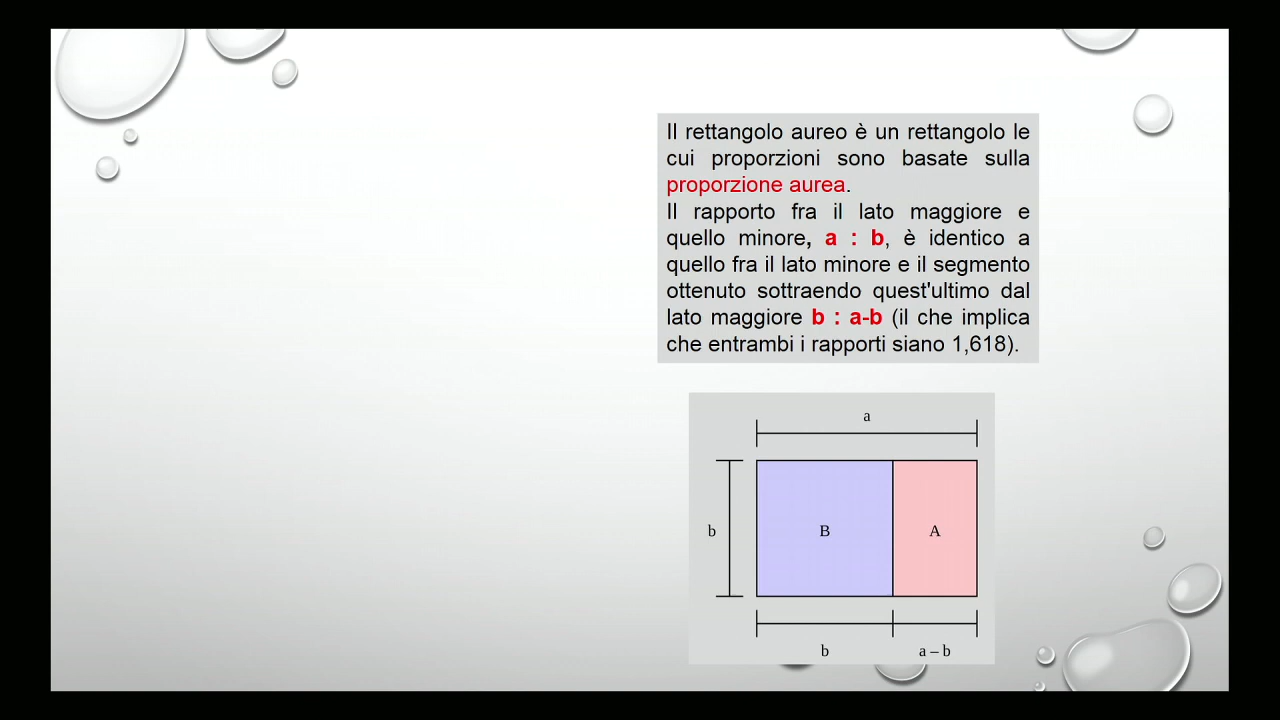 Il rettangolo aureo è un rettangolo le
cui proporzioni sono basate sulla
proporzione aurea.
Il rapporto fra il lato maggiore e
quello minore, a : b, è identico a
quello fra il lato minore e il segmento
ottenuto sottraendo quest'ultimo dal
lato maggiore b : a-b (il che implica
che entrambi i rapporti siano 1,618).
a
b
B
A
b
a – b